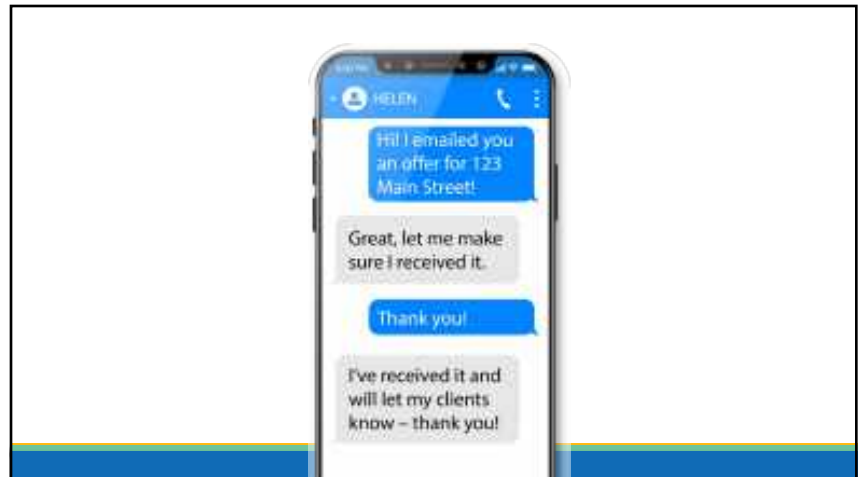 HELEN
Hi! I emailed you
an offer for 123
Main Street!
Great, let me make
sure I received it.
Thank you!
I've received it and
will let my clients
know – thank you!